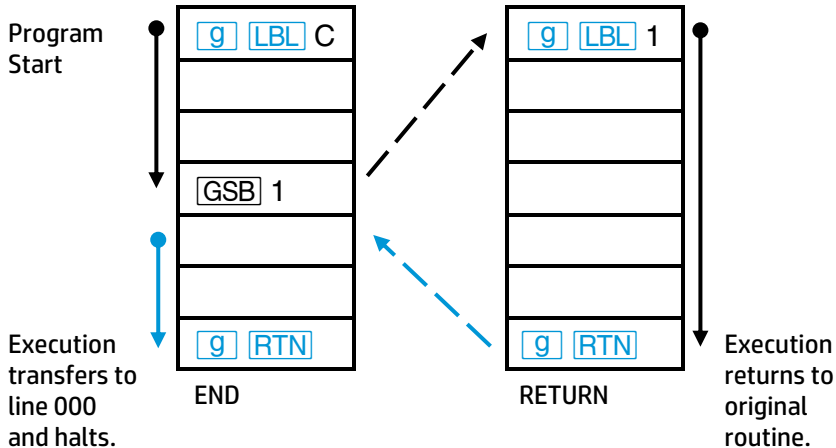 Program
Start
g LBL C
GSB 1
g RTN
END
Execution
transfers to
line 000
and halts.
g LBL 1
g RTN
RETURN
Execution
returns to
original
routine.